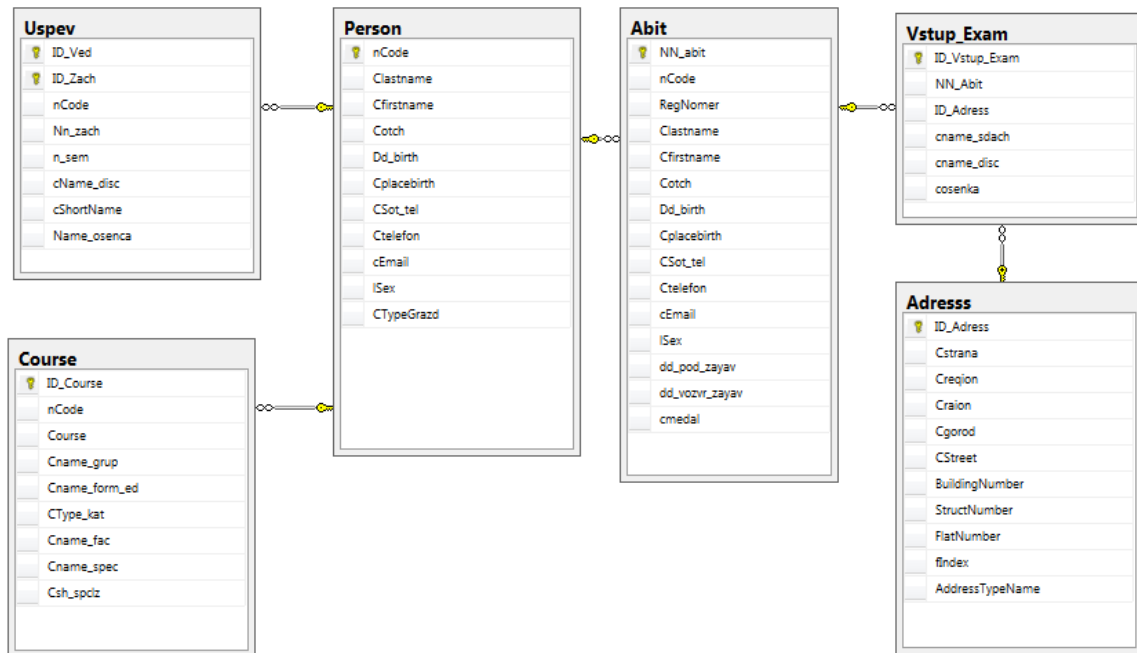 Uspev
ID_Ved
ID_Zach
nCode
Nn_zach
n_sem
cName_disc
cShortName
Name_osenca
Person
nCode
Clastname
Cfirstname
Cotch
Dd_birth
Cplacebirth
CSot_tel
Ctelefon
cEmail
lSex
CTypeGrazd
Abit
NN_abit
nCode
RegNomer
Clastname
Cfirstname
Cotch
Dd_birth
Cplacebirth
CSot_tel
Ctelefon
cEmail
lSex
dd_pod_zayav
dd_vozvr_zayav
cmedal
Vstup_Exam
ID_Vstup_Exam
NN_Abit
ID_Adress
cname_sdach
cname_disc
cosenka
Course
ID_Course
nCode
Course
Cname_grup
Cname_form_ed
CType_kat
Cname_fac
Cname_spec
Csh_spclz
Adresss
ID_Adress
Cstrana
Creqion
Craion
Cgorod
CStreet
BuildingNumber
StructNumber
FlatNumber
fIndex
AddressTypeName